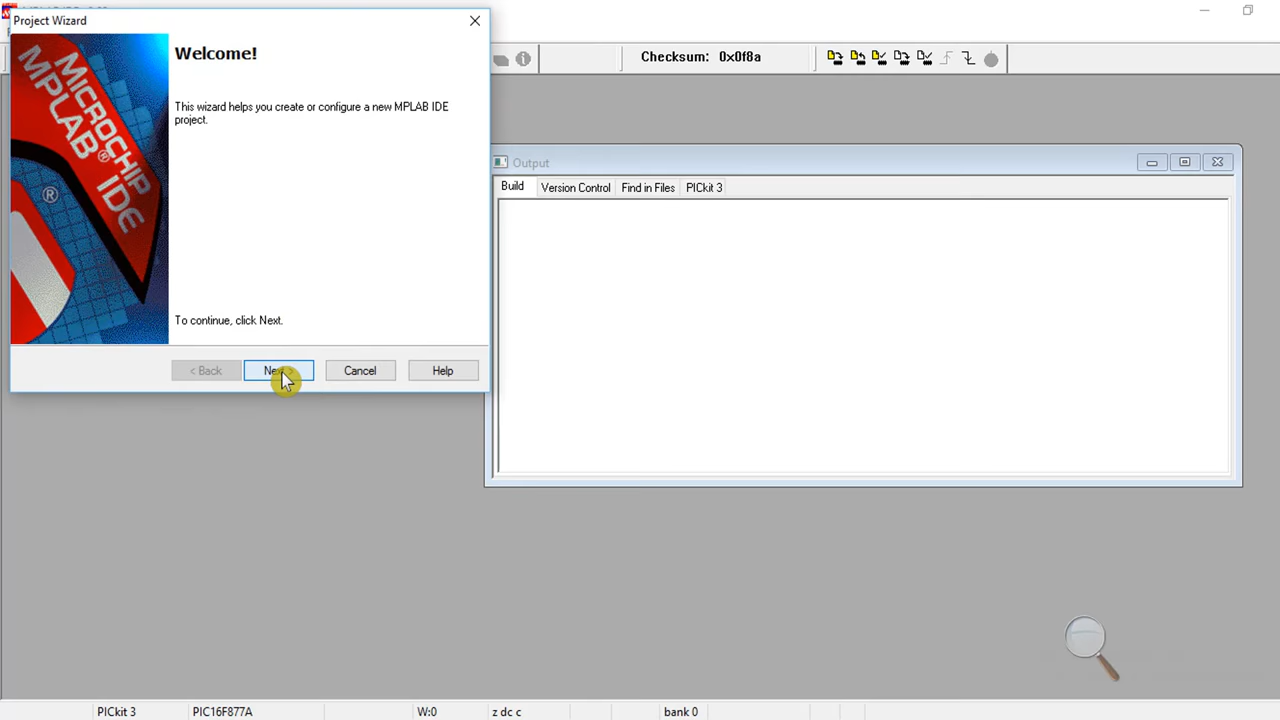 Project Wizard
MICROCHIP
MPLAB® IDE
®
Welcome!
This wizard helps you create or configure a new MPLAB IDE
project.
To continue, click Next.
< Back
Cancel
Help
Checksum: 0x0f8a
Output
Build
Version Control
Find in Files
PICkit 3
PICkit 3
PIC16F877A
W:0
z dc c
bank 0